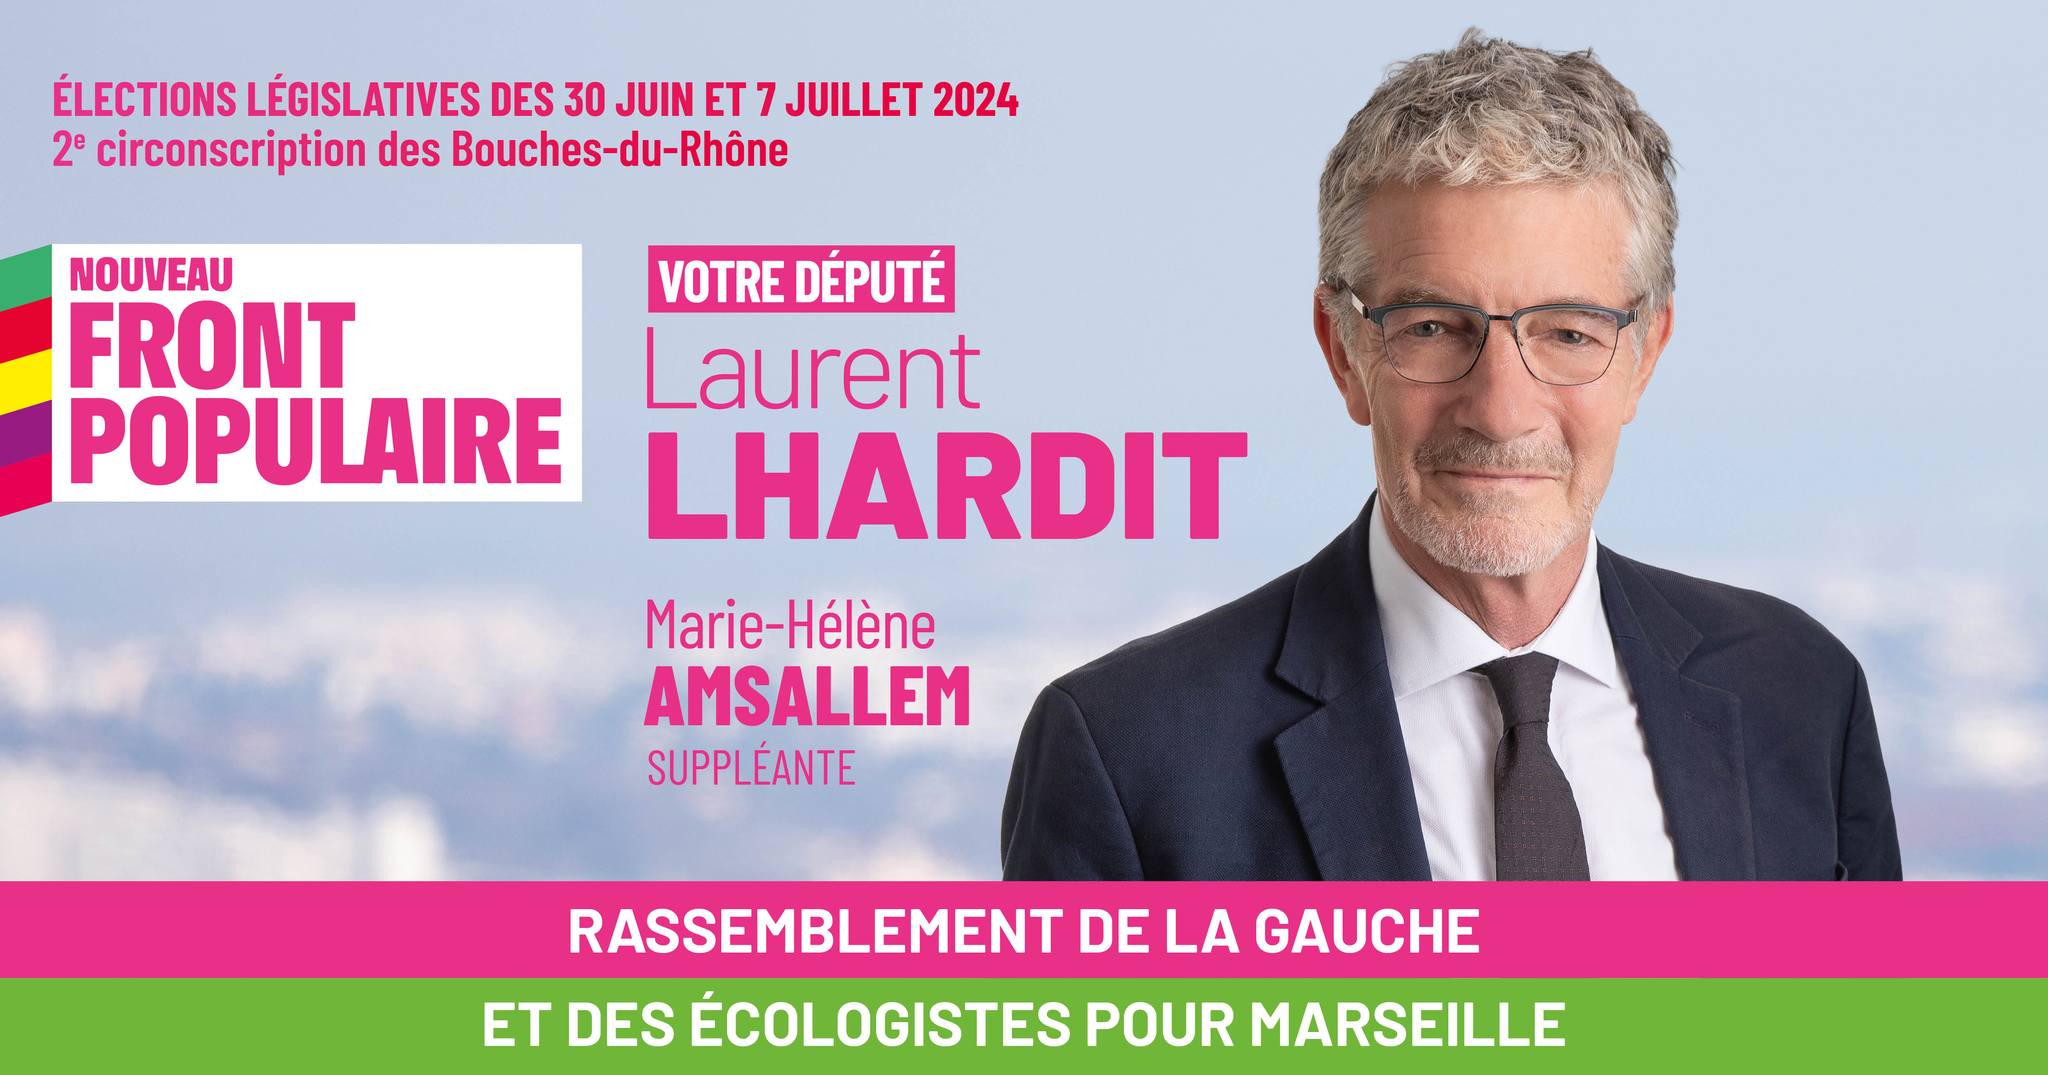 ÉLECTIONS LÉGISLATIVES DES 30 JUIN ET 7 JUILLET 2024
2e circonscription des Bouches-du-Rhône
NOUVEAU
FRONT
POPULAIRE
VOTRE DÉPUTÉ
Laurent
LHARDIT
Marie-Hélène
AMSALLEM
SUPPLÉANTE
RASSEMBLEMENT DE LA GAUCHE
ET DES ÉCOLOGISTES POUR MARSEILLE